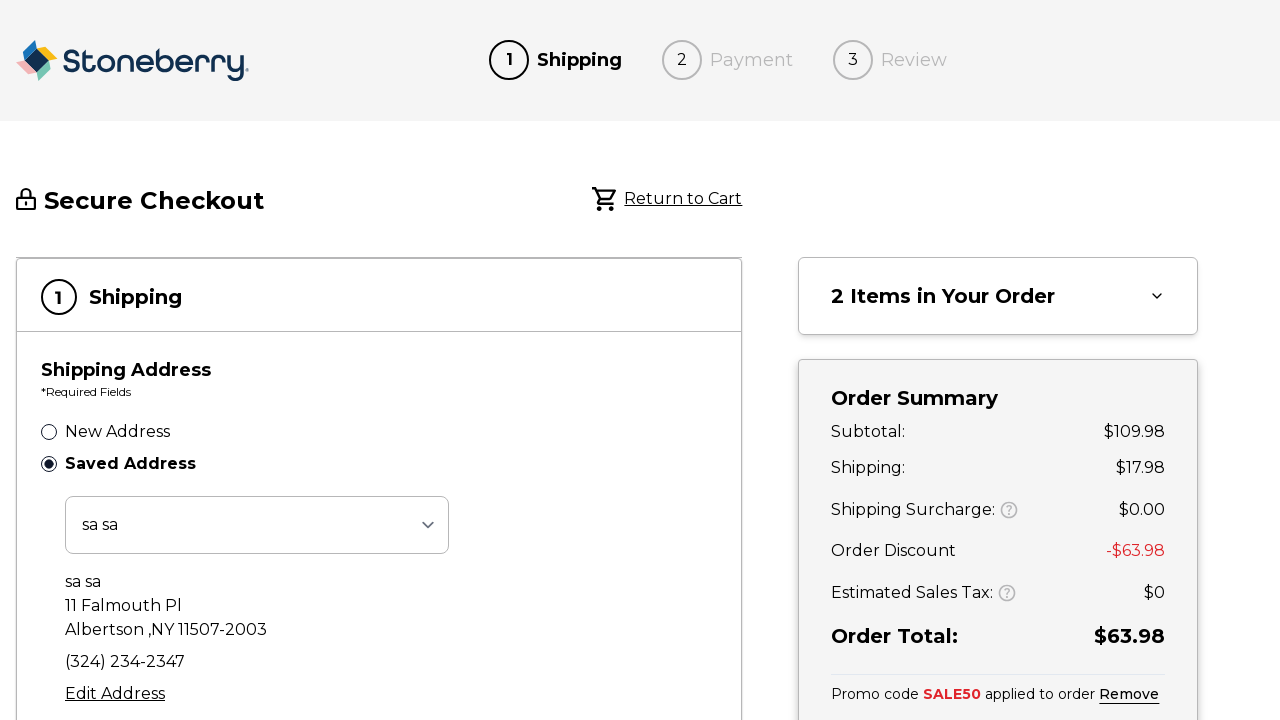 Stoneberry
1 Shipping
2 Payment
3 Review
Secure Checkout
Return to Cart
1 Shipping
Shipping Address
*Required Fields
New Address
Saved Address
sa sa
sa sa
11 Falmouth Pl
Albertson ,NY 11507-2003
(324) 234-2347
Edit Address
2 Items in Your Order
Order Summary
Subtotal: $109.98
Shipping: $17.98
Shipping Surcharge: ? $0.00
Order Discount -$63.98
Estimated Sales Tax: ? $0
Order Total: $63.98
Promo code SALE50 applied to order Remove